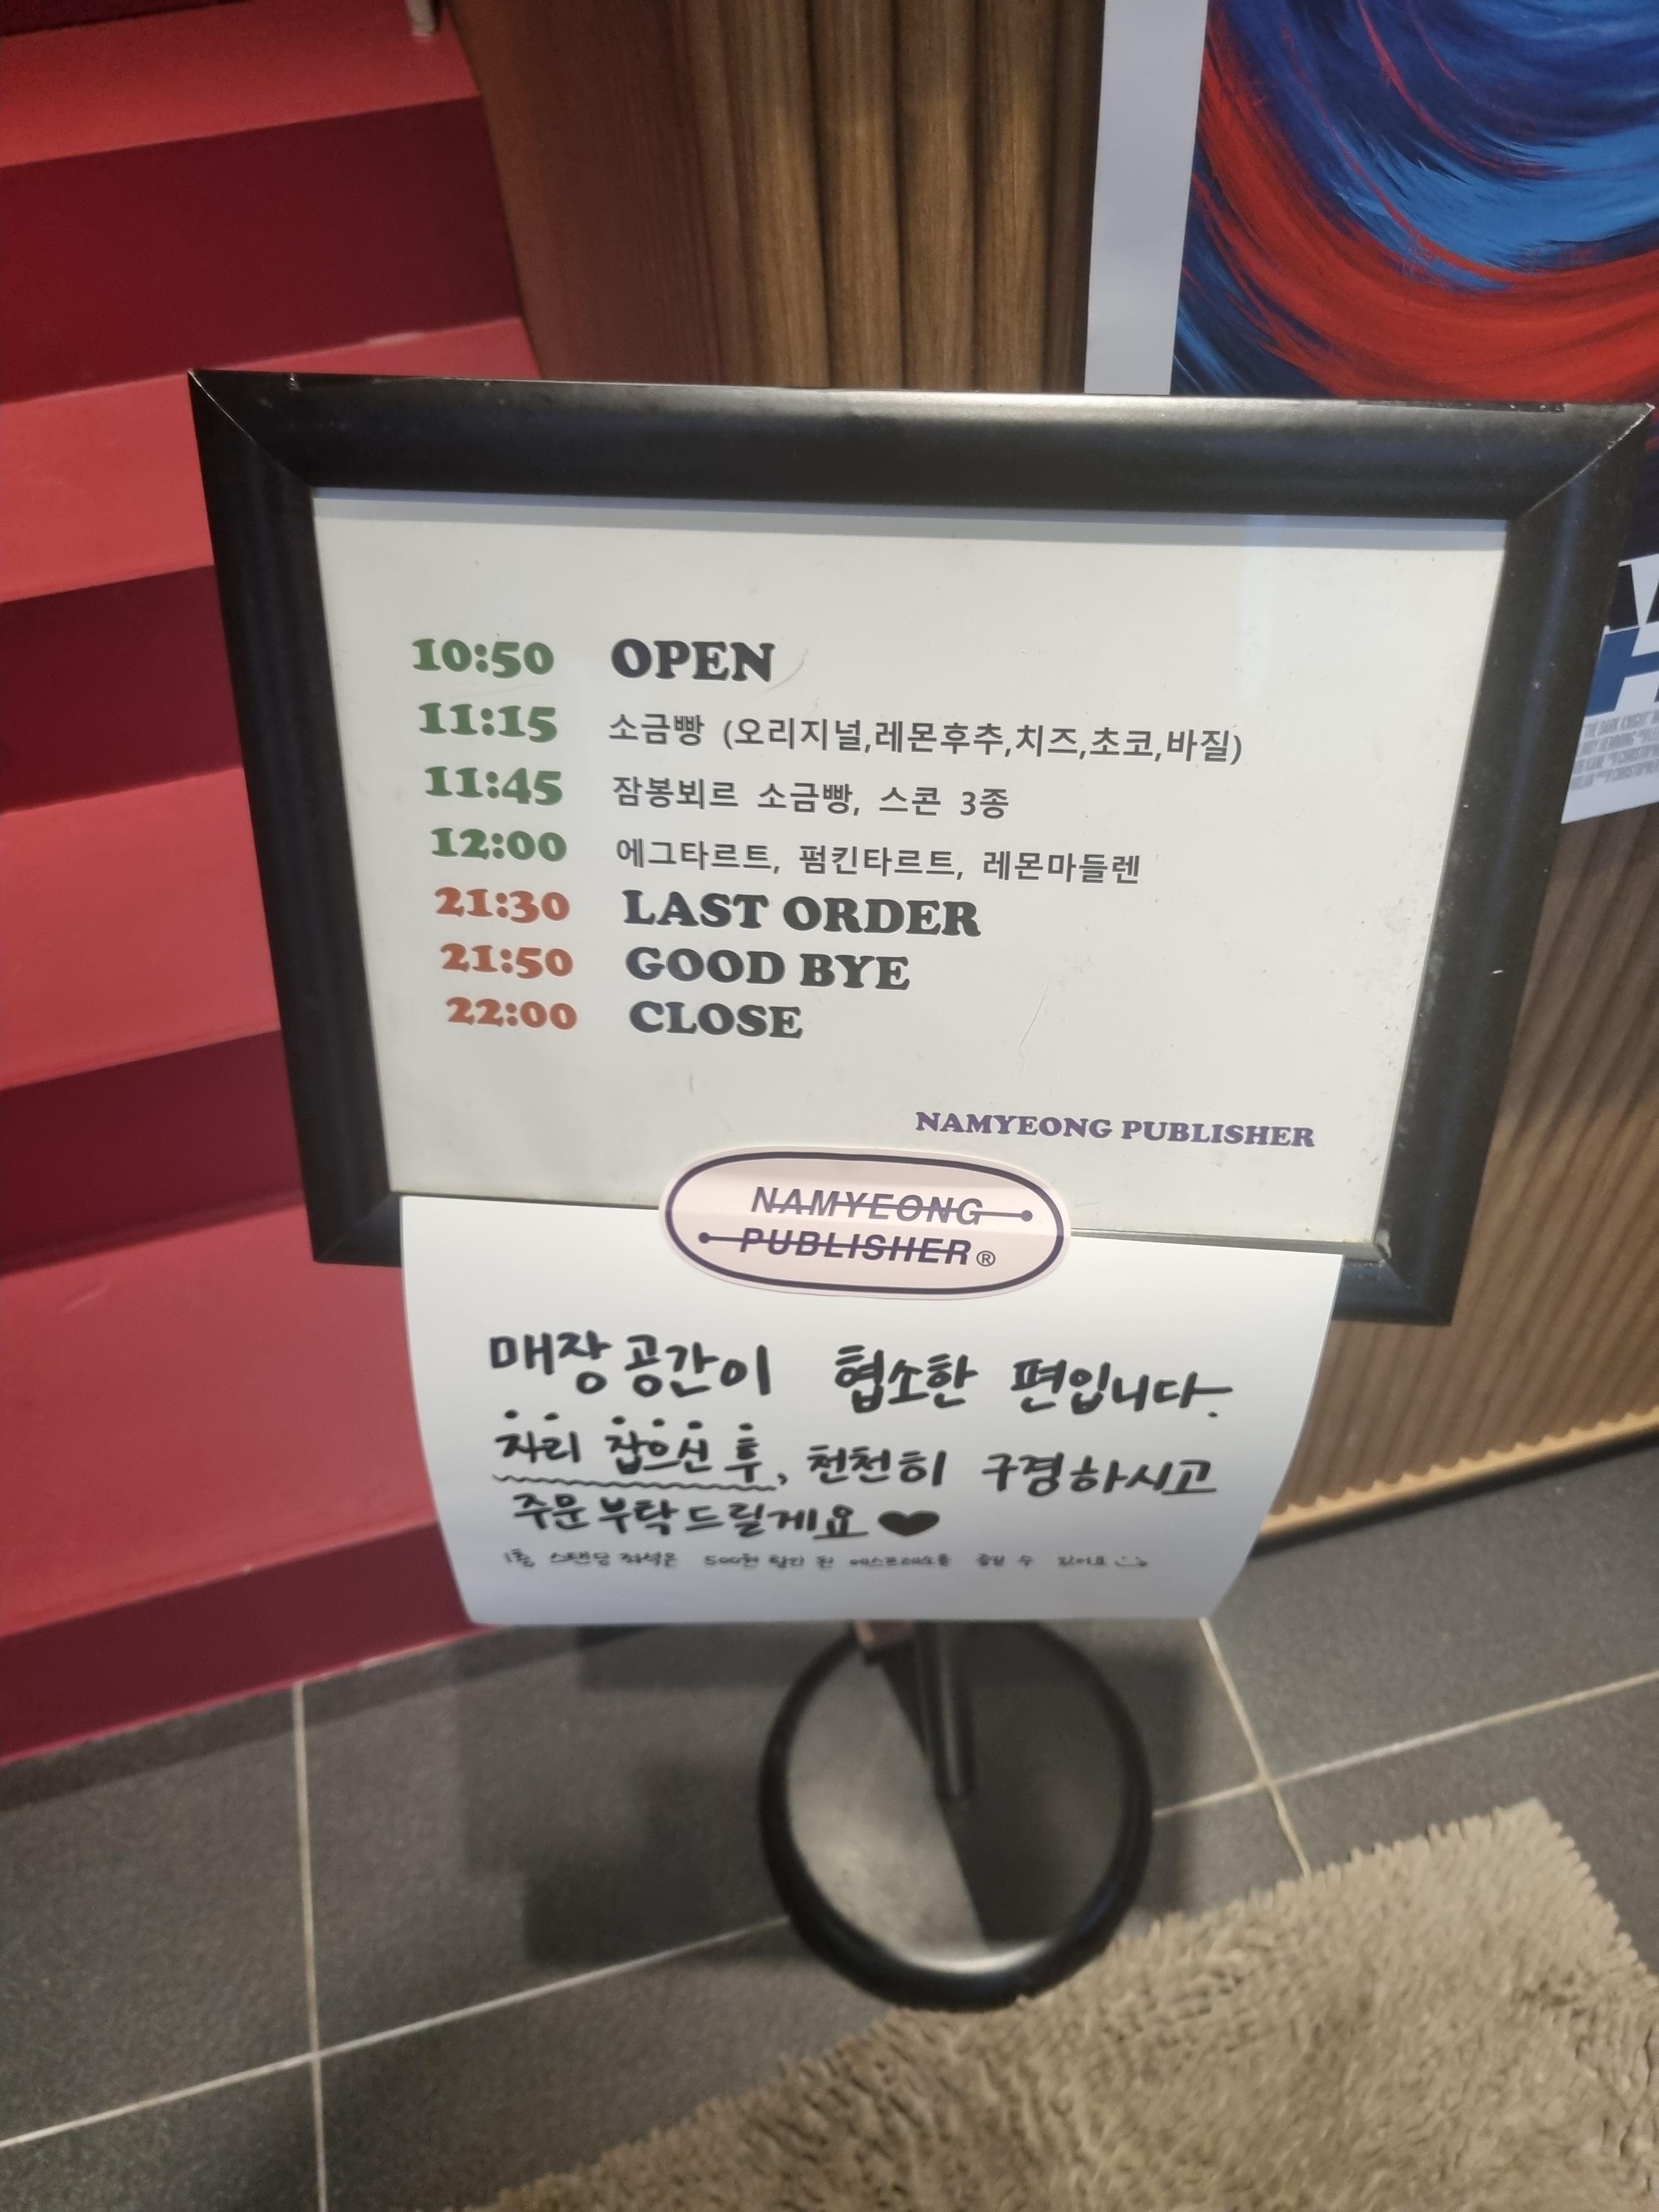 10:50 OPEN
11:15 소금빵 (오리지널,레몬후추,치즈,초코,바질)
11:45 잠봉뵈르 소금빵, 스콘 3종
12:00 에그타르트, 펌킨타르트, 레몬마들렌
21:30 LAST ORDER
21:50 GOOD BYE
22:00 CLOSE
NAMYEONG PUBLISHER
NAMYEONG
PUBLISHER®
매장 공간이 협소한 편입니다.
자리 잡으신 후, 천천히 구경하시고
주문 부탁드릴게요♥
1층 스탠딩 좌석은 500원 할인 된 에스프레소를 즐길 수 있어요